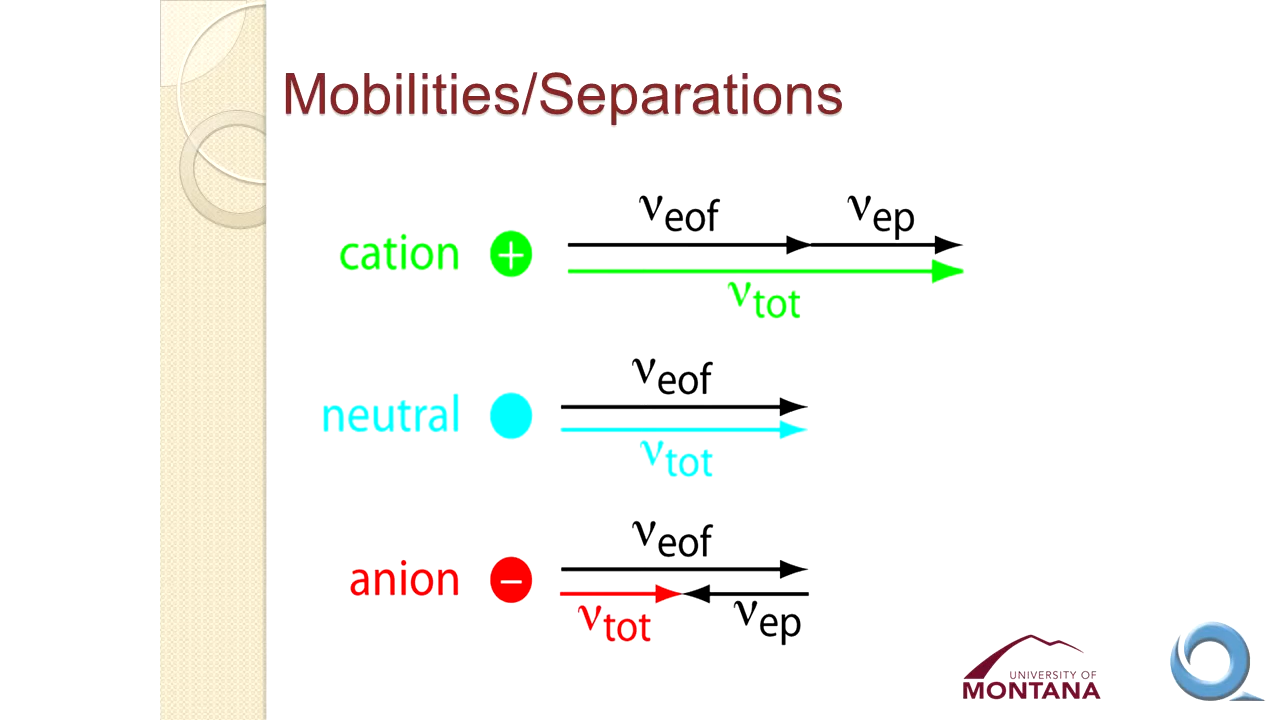 Mobilities/Separations
νeof νep
cation +
νtot
νeof
neutral
νtot
νeof
anion −
νtot νep
UNIVERSITY OF
MONTANA